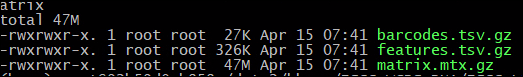 atrix
total 47M
-rwxrwxr-x. 1 root root  27K Apr 15 07:41 barcodes.tsv.gz
-rwxrwxr-x. 1 root root 326K Apr 15 07:41 features.tsv.gz
-rwxrwxr-x. 1 root root  47M Apr 15 07:41 matrix.mtx.gz